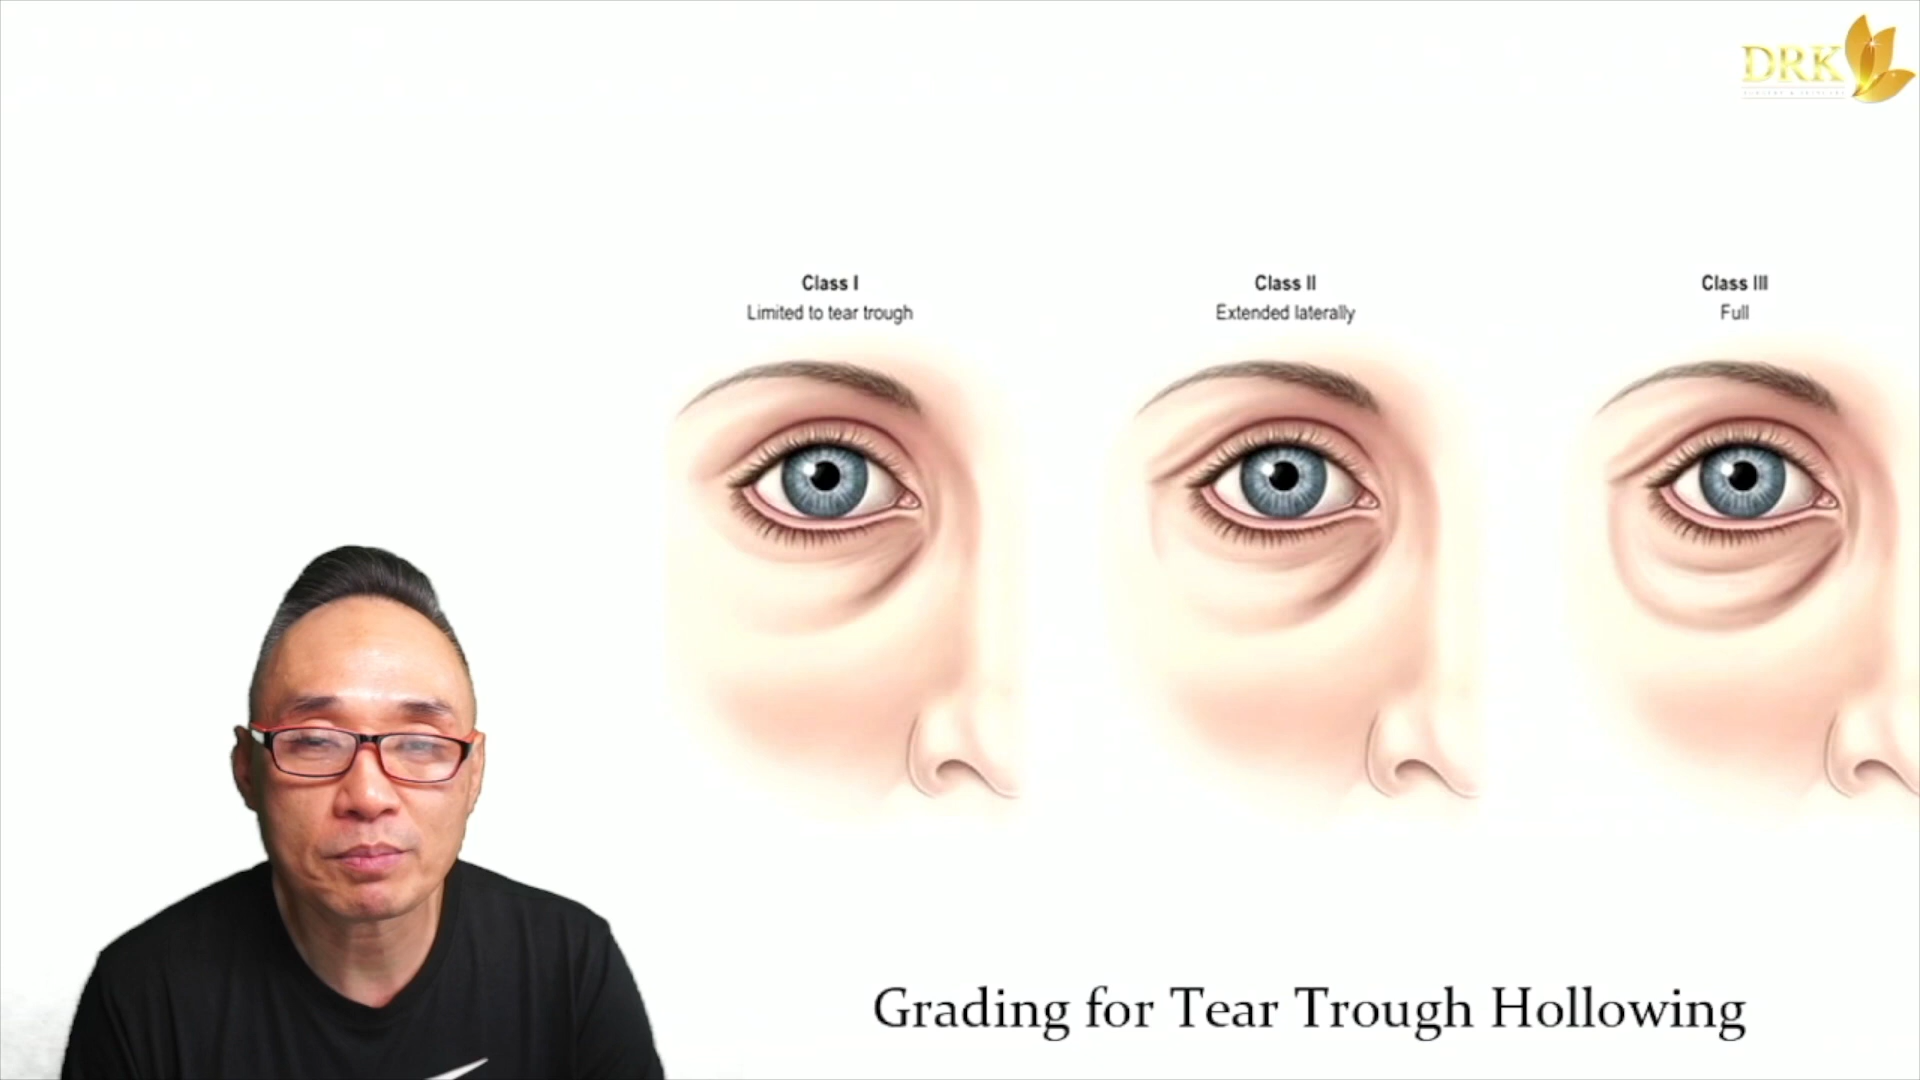 DRK
Class I
Limited to tear trough
Class II
Extended laterally
Class III
Full
Grading for Tear Trough Hollowing